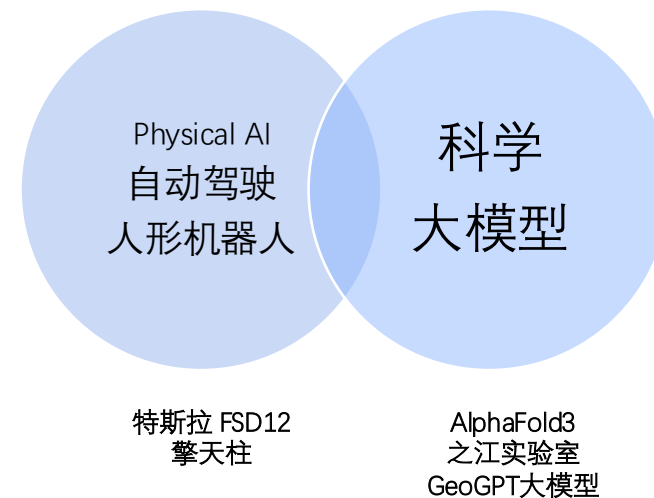 Physical AI
自动驾驶
人形机器人
科学
大模型
特斯拉 FSD12
擎天柱
AlphaFold3
之江实验室
GeoGPT大模型